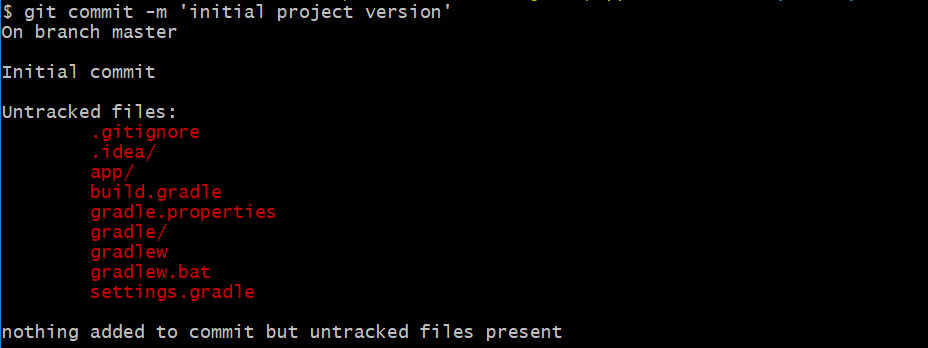 $ git commit -m 'initial project version'
On branch master
Initial commit
Untracked files:
.gitignore
.idea/
app/
build.gradle
gradle.properties
gradle/
gradlew
gradlew.bat
settings.gradle
nothing added to commit but untracked files present